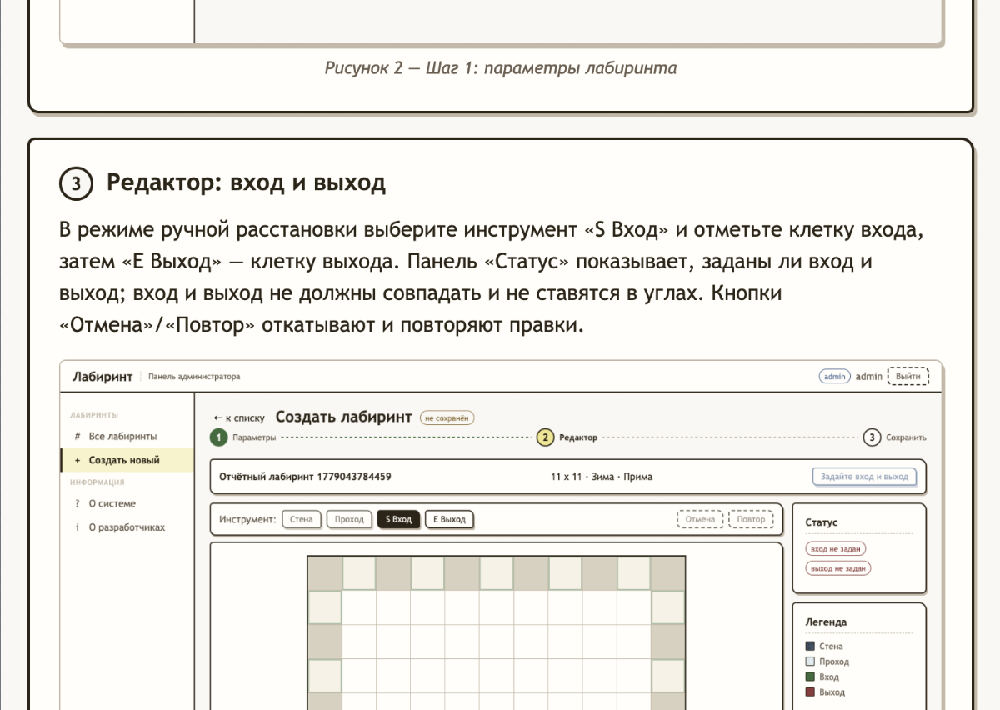 Рисунок 2 — Шаг 1: параметры лабиринта
3 Редактор: вход и выход
В режиме ручной расстановки выберите инструмент «S Вход» и отметьте клетку входа,
затем «E Выход» — клетку выхода. Панель «Статус» показывает, заданы ли вход и
выход; вход и выход не должны совпадать и не ставятся в углах. Кнопки
«Отмена»/«Повтор» откатывают и повторяют правки.
Лабиринт Панель администратора admin admin Выйти
ЛАБИРИНТЫ
# Все лабиринты
+ Создать новый
ИНФОРМАЦИЯ
? О системе
i О разработчиках
← к списку Создать лабиринт не сохранён
1 Параметры 2 Редактор 3 Сохранить
Отчётный лабиринт 1779043784459 11 x 11 · Зима · Прима Задайте вход и выход
Инструмент: Стена Проход S Вход E Выход Отмена Повтор
Статус
вход не задан
выход не задан
Легенда
Стена
Проход
Вход
Выход